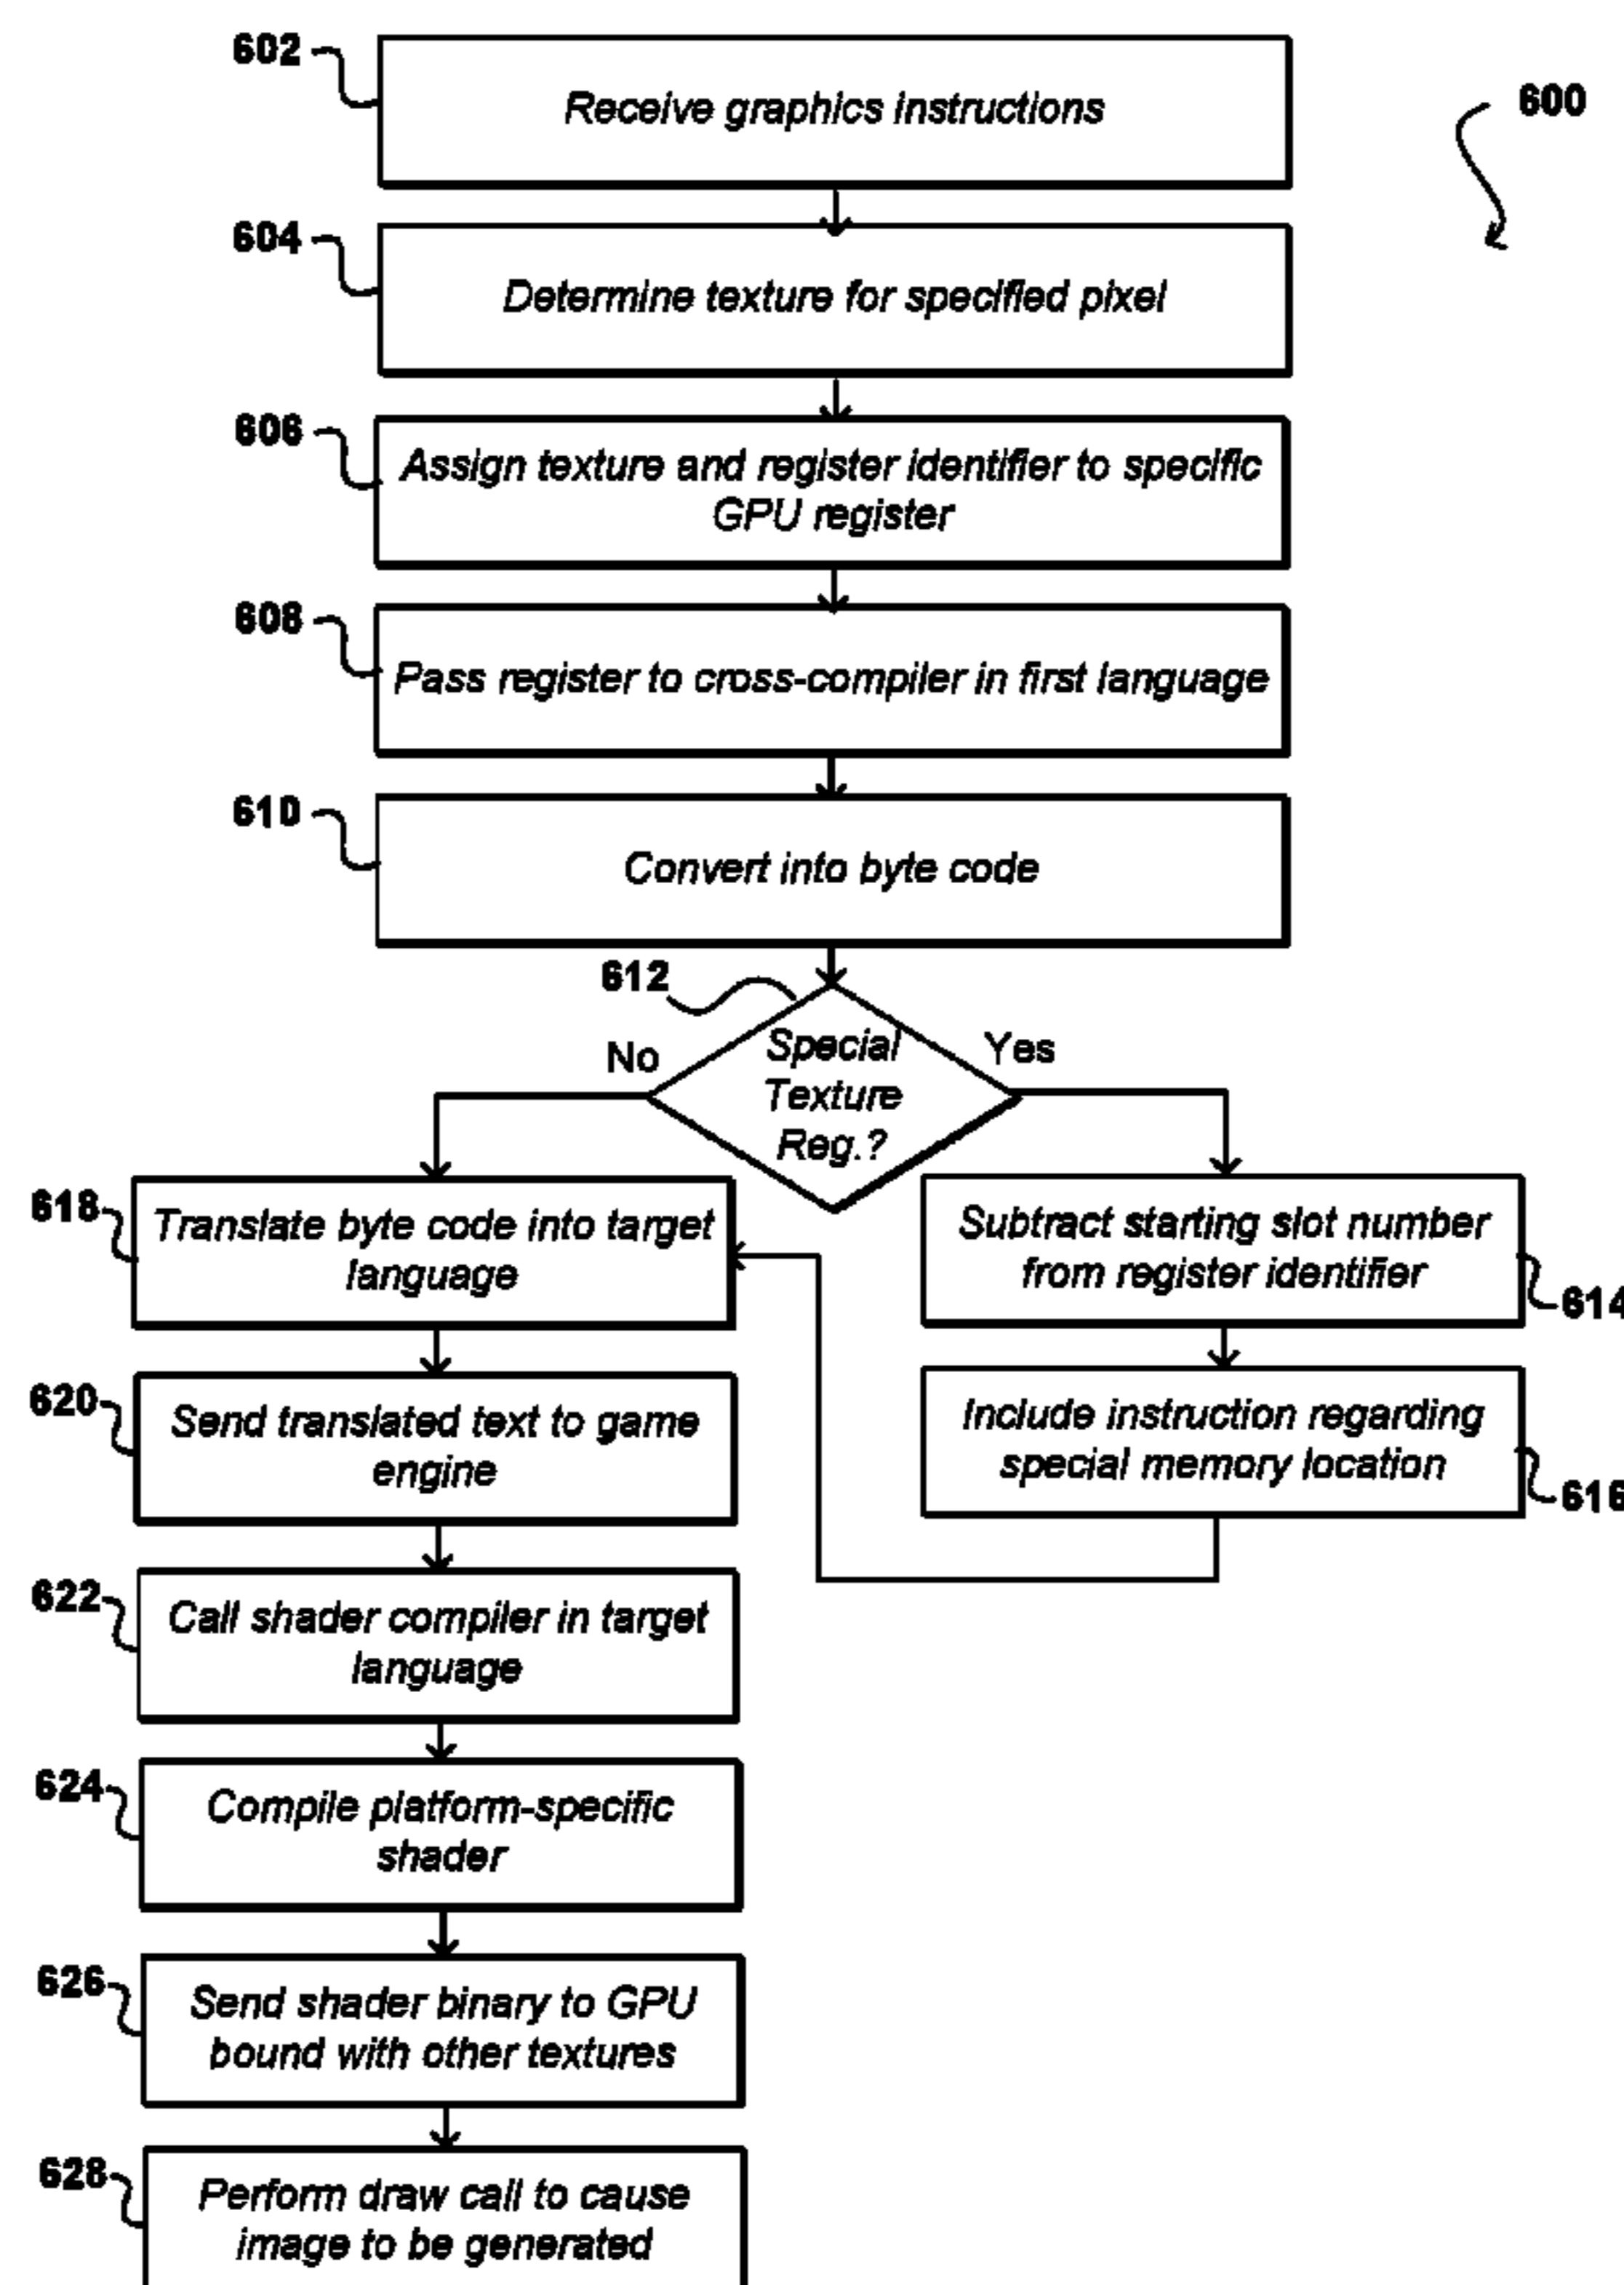 602
Receive graphics instructions
600
604
Determine texture for specified pixel
606
Assign texture and register identifier to specific
GPU register
608
Pass register to cross-compiler in first language
610
Convert into byte code
612
No
Special
Texture
Reg.?
Yes
618
Translate byte code into target
language
Subtract starting slot number
from register identifier
614
620
Send translated text to game
engine
Include instruction regarding
special memory location
616
622
Call shader compiler in target
language
624
Compile platform-specific
shader
626
Send shader binary to GPU
bound with other textures
628
Perform draw call to cause
image to be generated